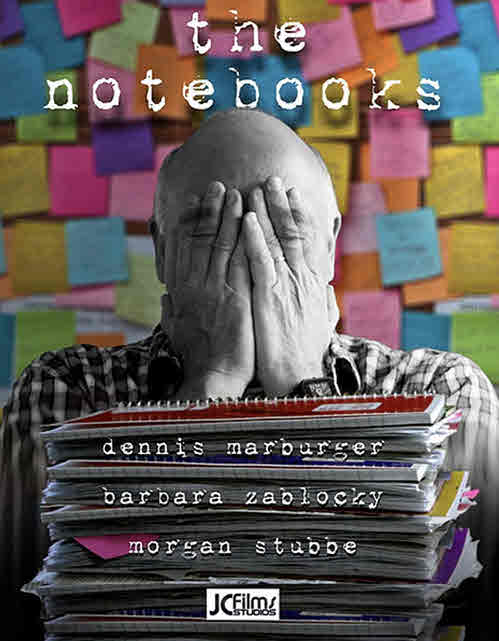 the
notebooks
dennis marburger
barbara zablocky
morgan stubbe
JCFilms
STUDIOS